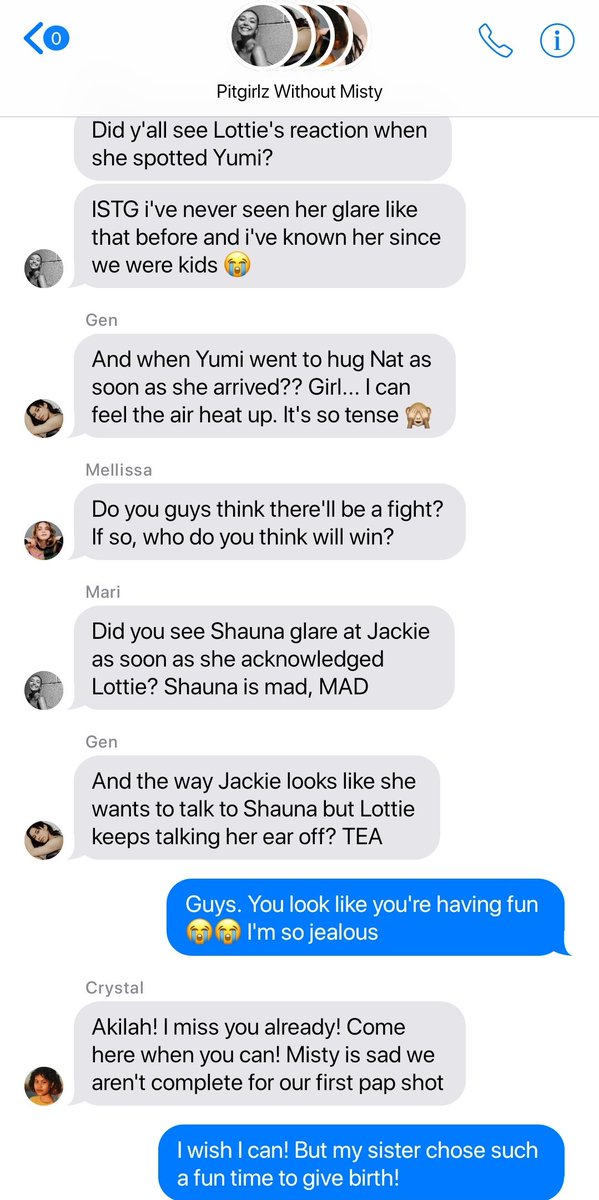 0
Pitgirlz Without Misty
Did y'all see Lottie's reaction when
she spotted Yumi?
ISTG i've never seen her glare like
that before and i've known her since
we were kids 😭
Gen
And when Yumi went to hug Nat as
soon as she arrived?? Girl... I can
feel the air heat up. It's so tense 🙈
Mellissa
Do you guys think there'll be a fight?
If so, who do you think will win?
Mari
Did you see Shauna glare at Jackie
as soon as she acknowledged
Lottie? Shauna is mad, MAD
Gen
And the way Jackie looks like she
wants to talk to Shauna but Lottie
keeps talking her ear off? TEA
Guys. You look like you're having fun
😭😭 I'm so jealous
Crystal
Akilah! I miss you already! Come
here when you can! Misty is sad we
aren't complete for our first pap shot
I wish I can! But my sister chose such
a fun time to give birth!